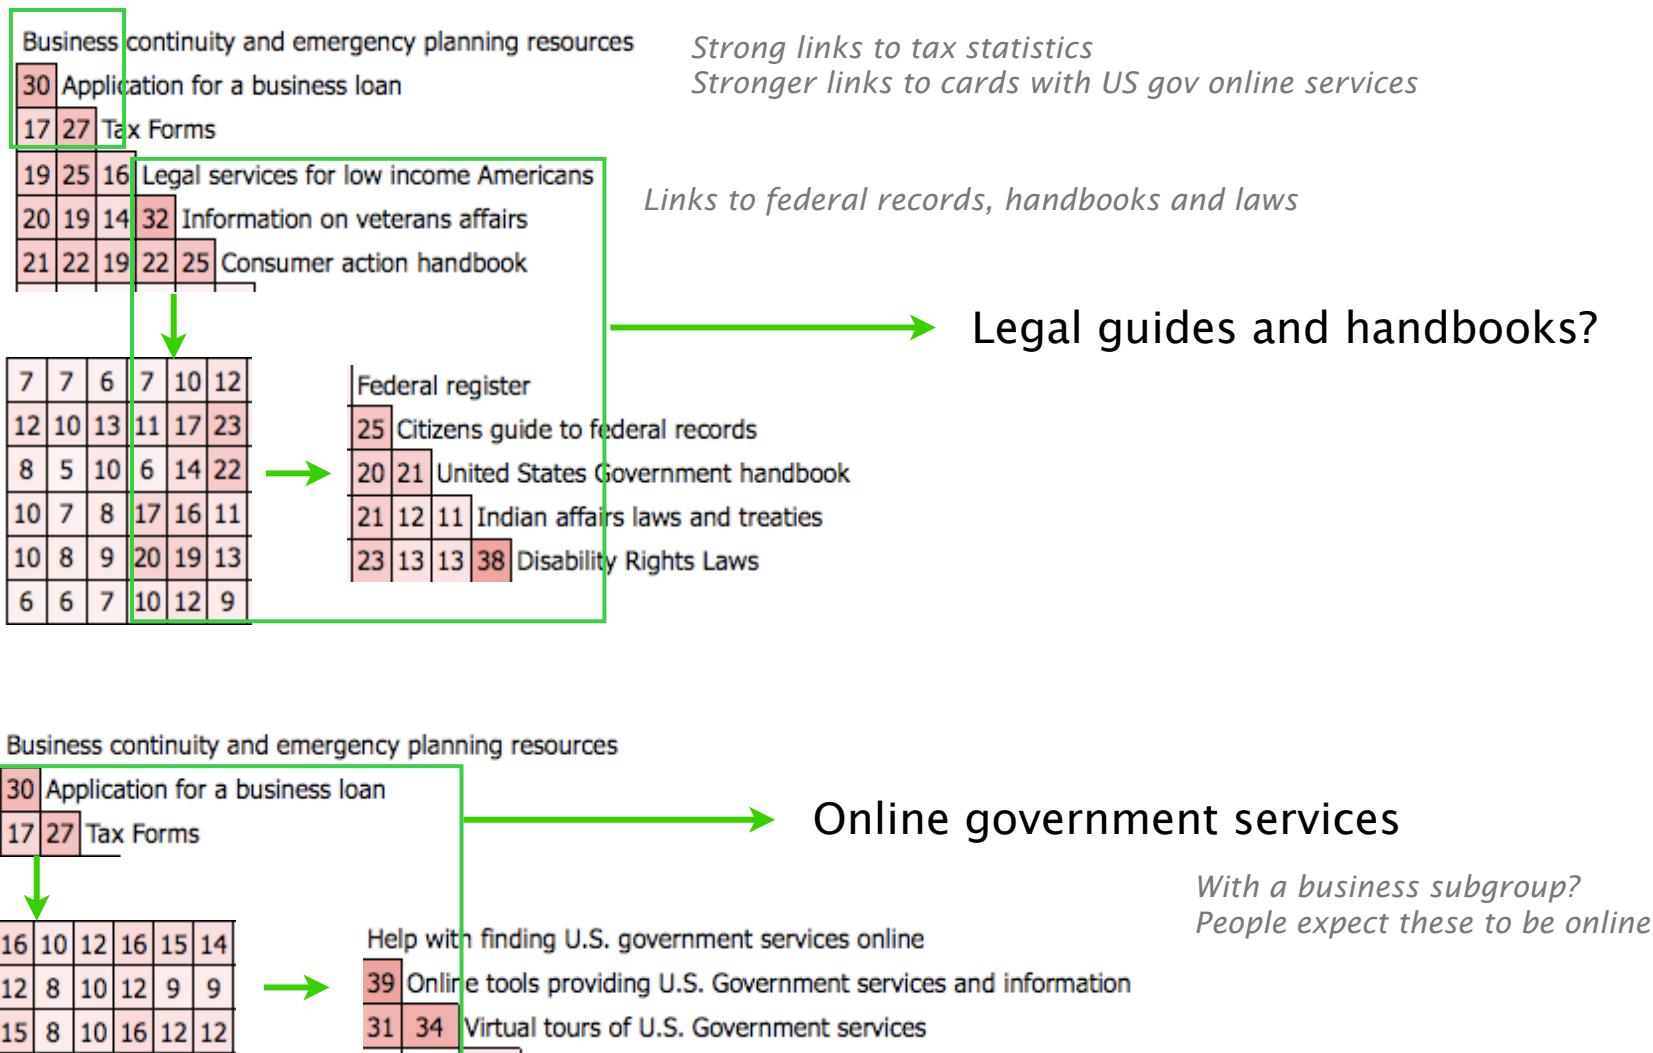 Business continuity and emergency planning resources
Strong links to tax statistics
30 Application for a business loan
Stronger links to cards with US gov online services
17 27 Tax Forms
19 25 16 Legal services for low income Americans
Links to federal records, handbooks and laws
20 19 14 32 Information on veterans affairs
21 22 19 22 25 Consumer action handbook
Legal guides and handbooks?
7 7 6 7 10 12
12 10 13 11 17 23
8 5 10 6 14 22
10 7 8 17 16 11
10 8 9 20 19 13
6 6 7 10 12 9
Federal register
25 Citizens guide to federal records
20 21 United States Government handbook
21 12 11 Indian affairs laws and treaties
23 13 13 38 Disability Rights Laws
Business continuity and emergency planning resources
30 Application for a business loan
17 27 Tax Forms
Online government services
With a business subgroup?
People expect these to be online
16 10 12 16 15 14
12 8 10 12 9 9
15 8 10 16 12 12
Help with finding U.S. government services online
39 Online tools providing U.S. Government services and information
31 34 Virtual tours of U.S. Government services